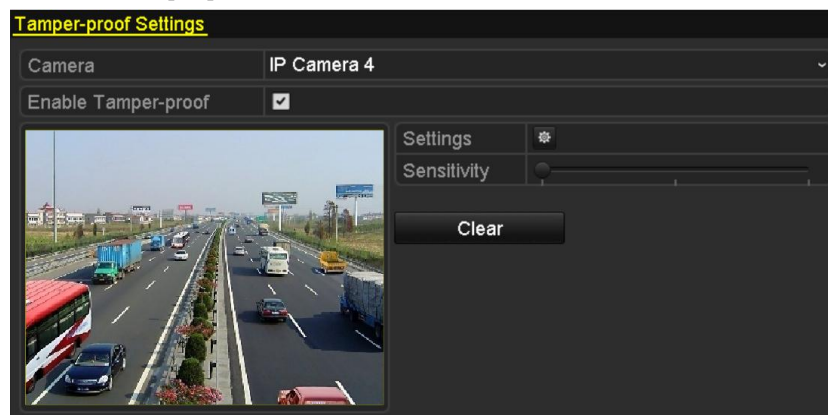 Tamper-proof Settings
Camera
IP Camera 4
Enable Tamper-proof
Settings
Sensitivity
Clear